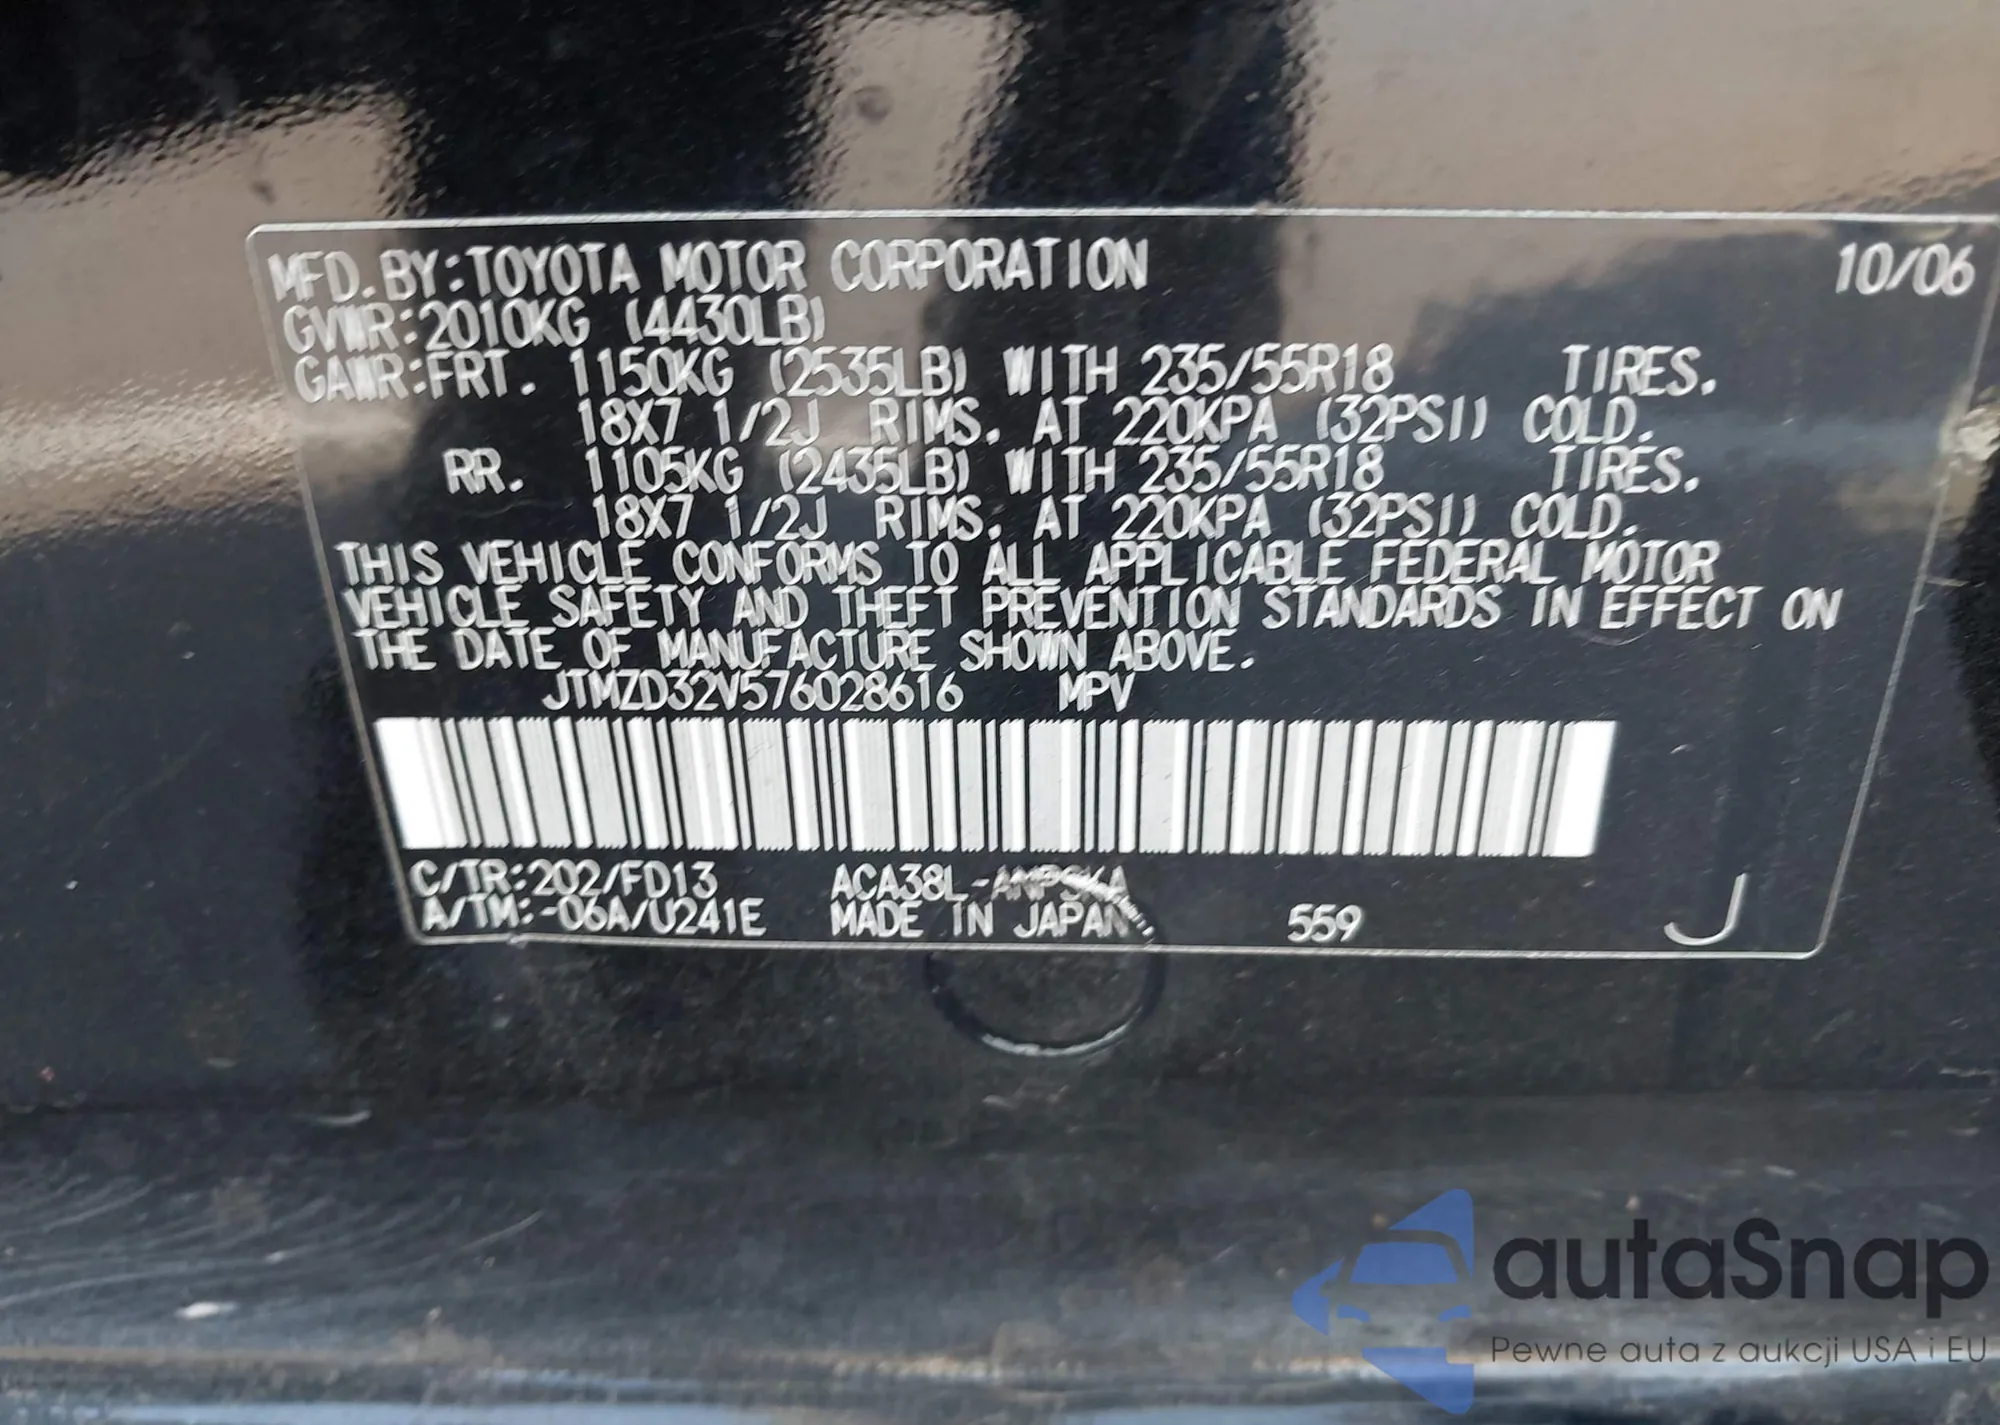 MFD. BY: TOYOTA MOTOR CORPORATION 10/06
GVWR: 2010KG (4430LB)
GAWR: FRT. 1150KG (2535LB) WITH 235/55R18 TIRES.
18X7 1/2J RIMS. AT 220KPA (32PSI) COLD.
RR. 1105KG (2435LB) WITH 235/55R18 TIRES.
18X7 1/2J RIMS. AT 220KPA (32PSI) COLD.
THIS VEHICLE CONFORMS TO ALL APPLICABLE FEDERAL MOTOR
VEHICLE SAFETY AND THEFT PREVENTION STANDARDS IN EFFECT ON
THE DATE OF MANUFACTURE SHOWN ABOVE.
JTMZD32V576028616 MPV
C/TR: 202/FD13 ACA38L-ANPSKA
A/TM: -06A/U241E MADE IN JAPAN 559 J
autaSnap
Pewne auta z aukcji USA i EU